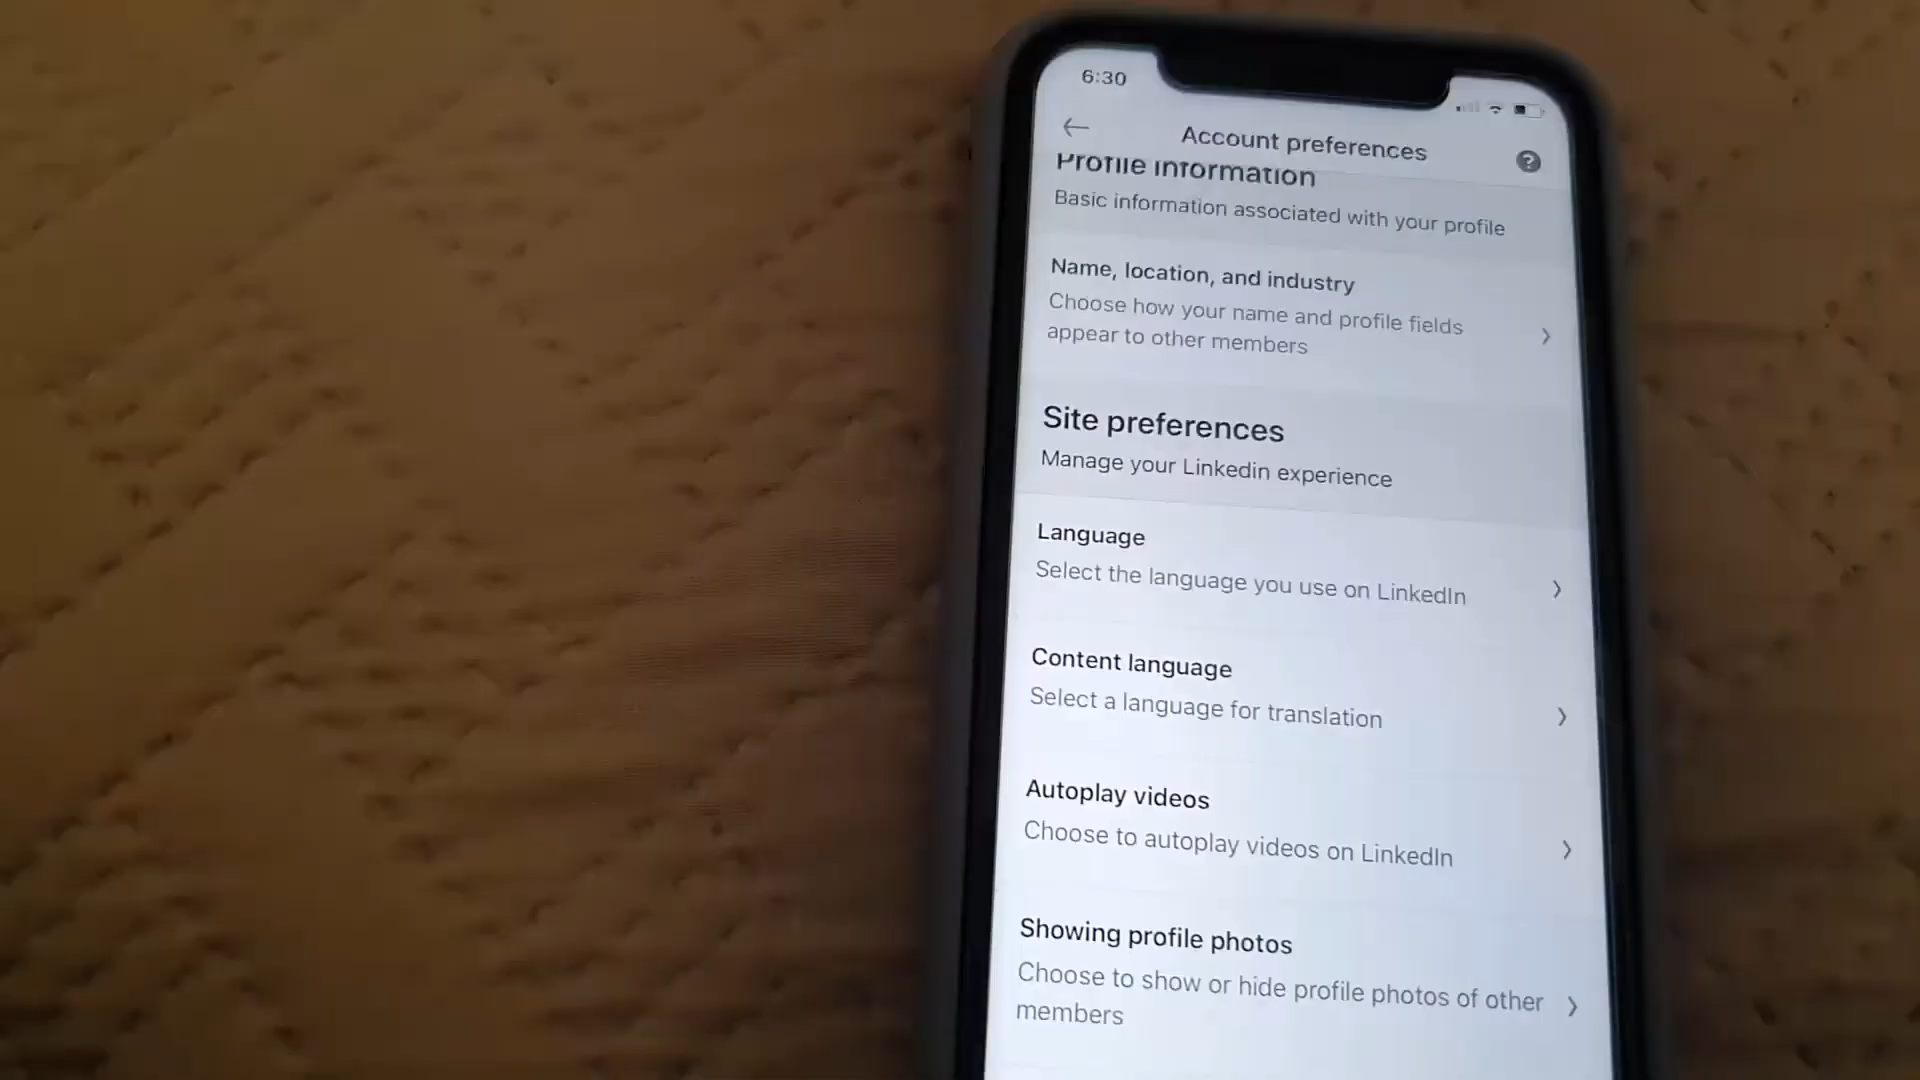 6:30
Account preferences
Profile information
Basic information associated with your profile
Name, location, and industry
Choose how your name and profile fields
appear to other members
Site preferences
Manage your Linkedin experience
Language
Select the language you use on LinkedIn
Content language
Select a language for translation
Autoplay videos
Choose to autoplay videos on LinkedIn
Showing profile photos
Choose to show or hide profile photos of other
members